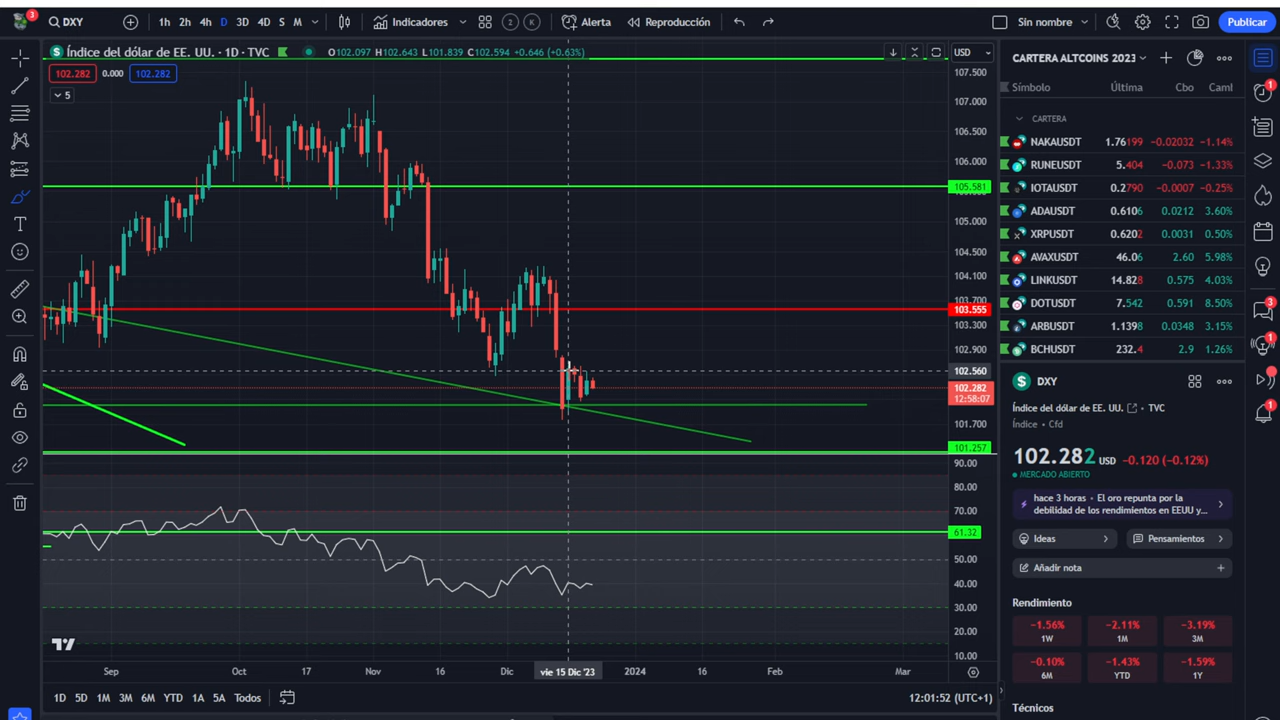 3
DXY
1h 2h 4h D 3D 4D S M
Indicadores
2 K
Alerta
Reproducción
Sin nombre
Publicar
Índice del dólar de EE. UU. · 1D · TVC
O102.097 H102.643 L101.839 C102.594 +0.646 (+0.63%)
USD
102.282 0.000 102.282
5
107.500
107.000
106.500
106.000
105.581
105.000
104.500
104.100
103.700
103.555
103.300
102.900
102.560
102.282
12:58:07
101.700
101.257
90.00
80.00
70.00
61.32
50.00
40.00
30.00
20.00
10.00
Sep
Oct
17
Nov
16
Dic
vie 15 Dic '23
2024
16
Feb
Mar
1D 5D 1M 3M 6M YTD 1A 5A Todos
12:01:52 (UTC+1)
CARTERA ALTCOINS 2023
Símbolo Última Cbo Caml
CARTERA
NAKAUSDT 1.76199 −0.02032 −1.14%
RUNEUSDT 5.404 −0.073 −1.33%
IOTAUSDT 0.2790 −0.0007 −0.25%
ADAUSDT 0.6106 0.0212 3.60%
XRPUSDT 0.6202 0.0031 0.50%
AVAXUSDT 46.06 2.60 5.98%
LINKUSDT 14.828 0.575 4.03%
DOTUSDT 7.542 0.591 8.50%
ARBUSDT 1.1398 0.0348 3.15%
BCHUSDT 232.4 2.9 1.26%
DXY
Índice del dólar de EE. UU. TVC
Índice · Cfd
102.282 USD −0.120 (−0.12%)
MERCADO ABIERTO
hace 3 horas · El oro repunta por la
debilidad de los rendimientos en EEUU y...
Ideas
Pensamientos
Añadir nota
Rendimiento
−1.56% −2.11% −3.19%
1W 1M 3M
−0.10% −1.43% −1.59%
6M YTD 1Y
Técnicos
1
3
1
1